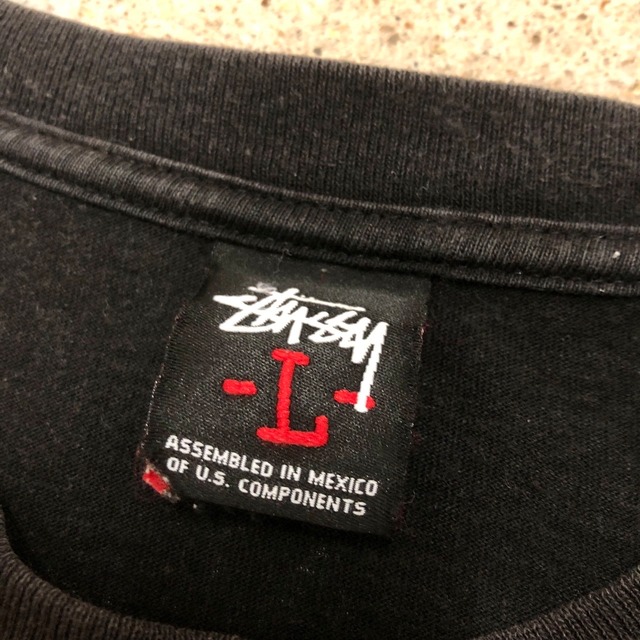 Stüssy
-L-
ASSEMBLED IN MEXICO
OF U.S. COMPONENTS